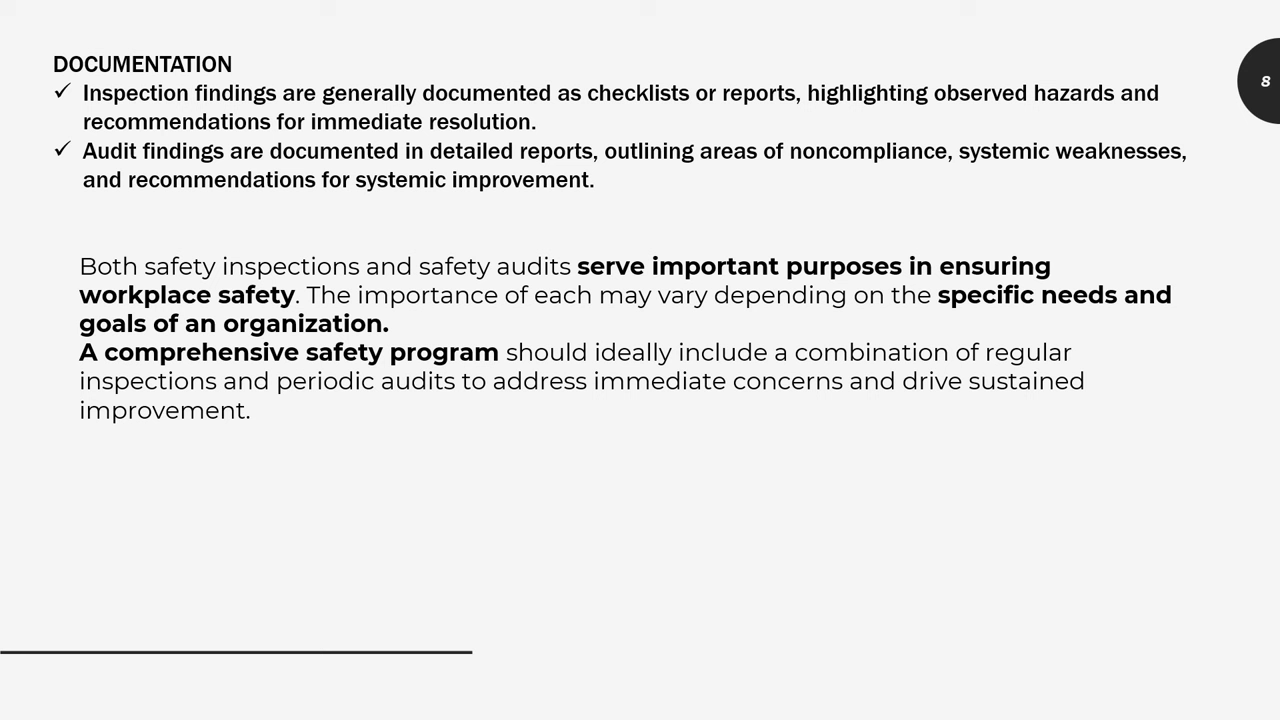 DOCUMENTATION
✓ Inspection findings are generally documented as checklists or reports, highlighting observed hazards and
recommendations for immediate resolution.
✓ Audit findings are documented in detailed reports, outlining areas of noncompliance, systemic weaknesses,
and recommendations for systemic improvement.
8
Both safety inspections and safety audits serve important purposes in ensuring
workplace safety. The importance of each may vary depending on the specific needs and
goals of an organization.
A comprehensive safety program should ideally include a combination of regular
inspections and periodic audits to address immediate concerns and drive sustained
improvement.